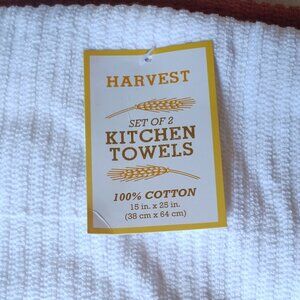 HARVEST
SET OF 2
KITCHEN
TOWELS
100% COTTON
15 in. x 25 in.
(38 cm x 64 cm)